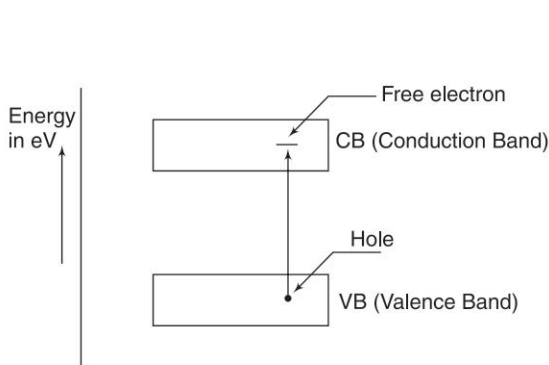 Free electron
Energy
in eV
CB (Conduction Band)
Hole
VB (Valence Band)